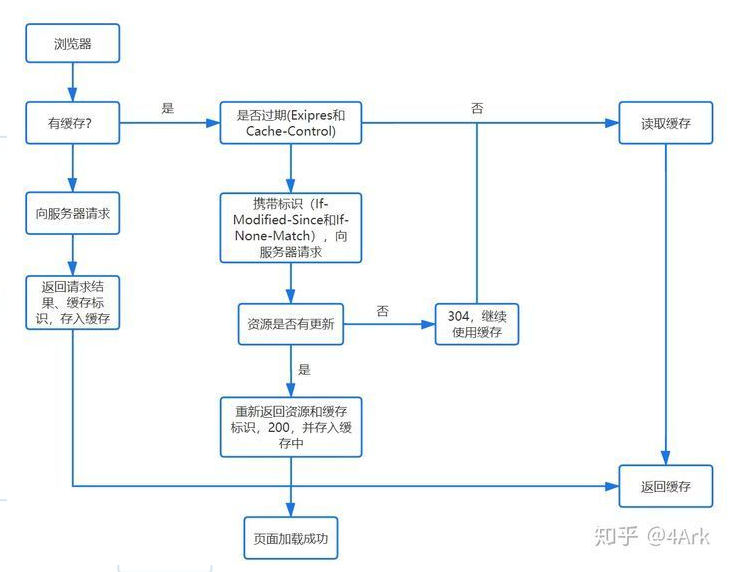 浏览器
有缓存?
是
是否过期(Exipres和
Cache-Control)
否
读取缓存
向服务器请求
携带标识（If-
Modified-Since和If-
None-Match），向
服务器请求
返回请求结
果、缓存标
识，存入缓存
资源是否有更新
否
304，继续
使用缓存
是
重新返回资源和缓存
标识，200，并存入缓
存中
返回缓存
页面加载成功
知乎 @4Ark